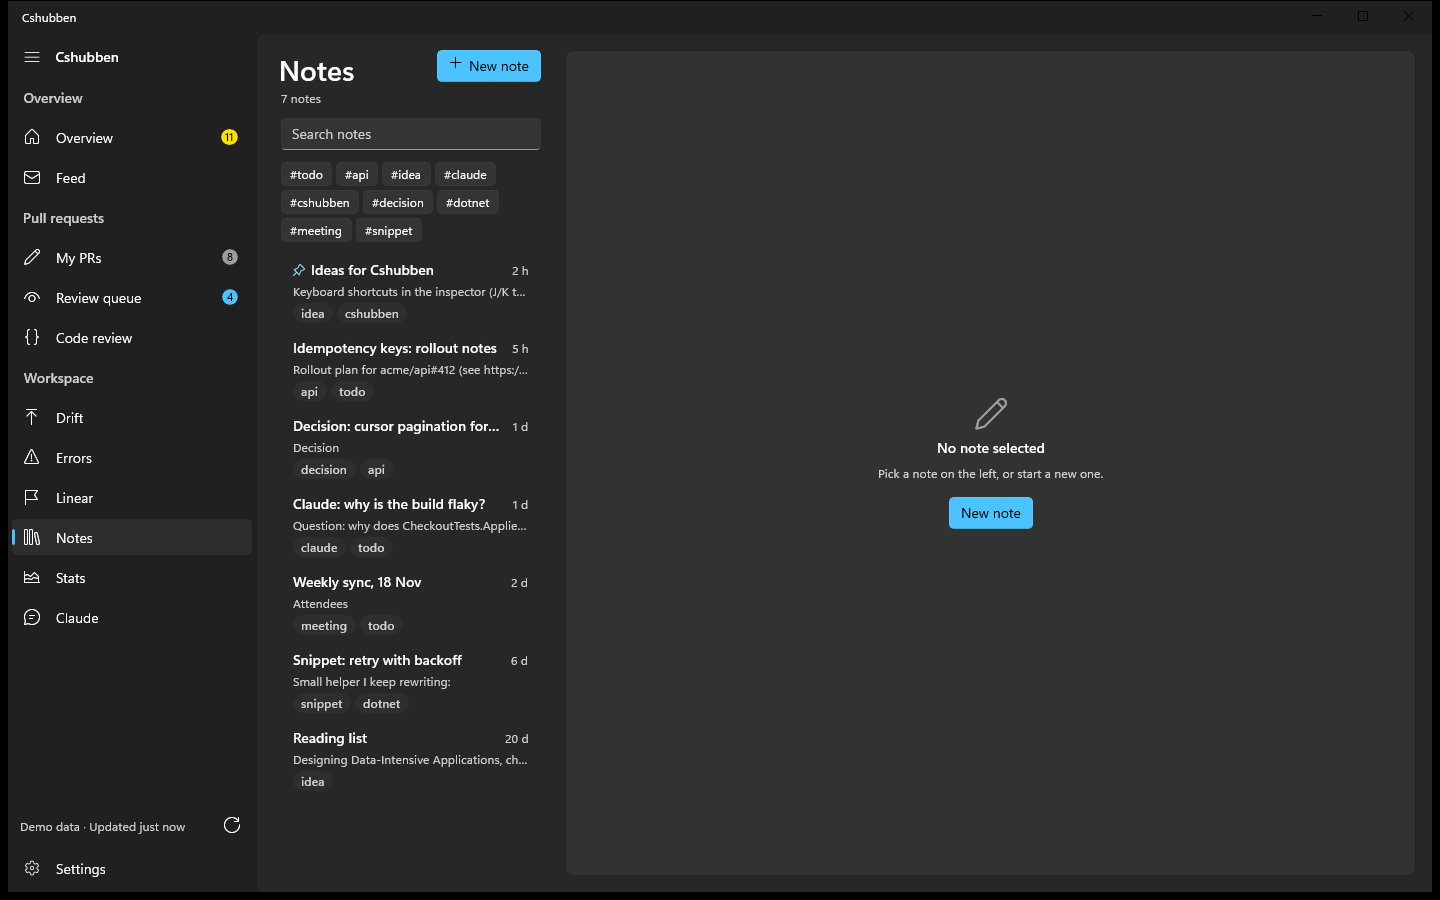 Cshubben
Cshubben
Overview
Overview 11
Feed
Pull requests
My PRs 8
Review queue 4
Code review
Workspace
Drift
Errors
Linear
Notes
Stats
Claude
Demo data · Updated just now
Settings
Notes
New note
7 notes
Search notes
#todo #api #idea #claude
#cshubben #decision #dotnet
#meeting #snippet
Ideas for Cshubben 2 h
Keyboard shortcuts in the inspector (J/K t...
idea cshubben
Idempotency keys: rollout notes 5 h
Rollout plan for acme/api#412 (see https:/...
api todo
Decision: cursor pagination for... 1 d
Decision
decision api
Claude: why is the build flaky? 1 d
Question: why does CheckoutTests.Applie...
claude todo
Weekly sync, 18 Nov 2 d
Attendees
meeting todo
Snippet: retry with backoff 6 d
Small helper I keep rewriting:
snippet dotnet
Reading list 20 d
Designing Data-Intensive Applications, ch...
idea
No note selected
Pick a note on the left, or start a new one.
New note